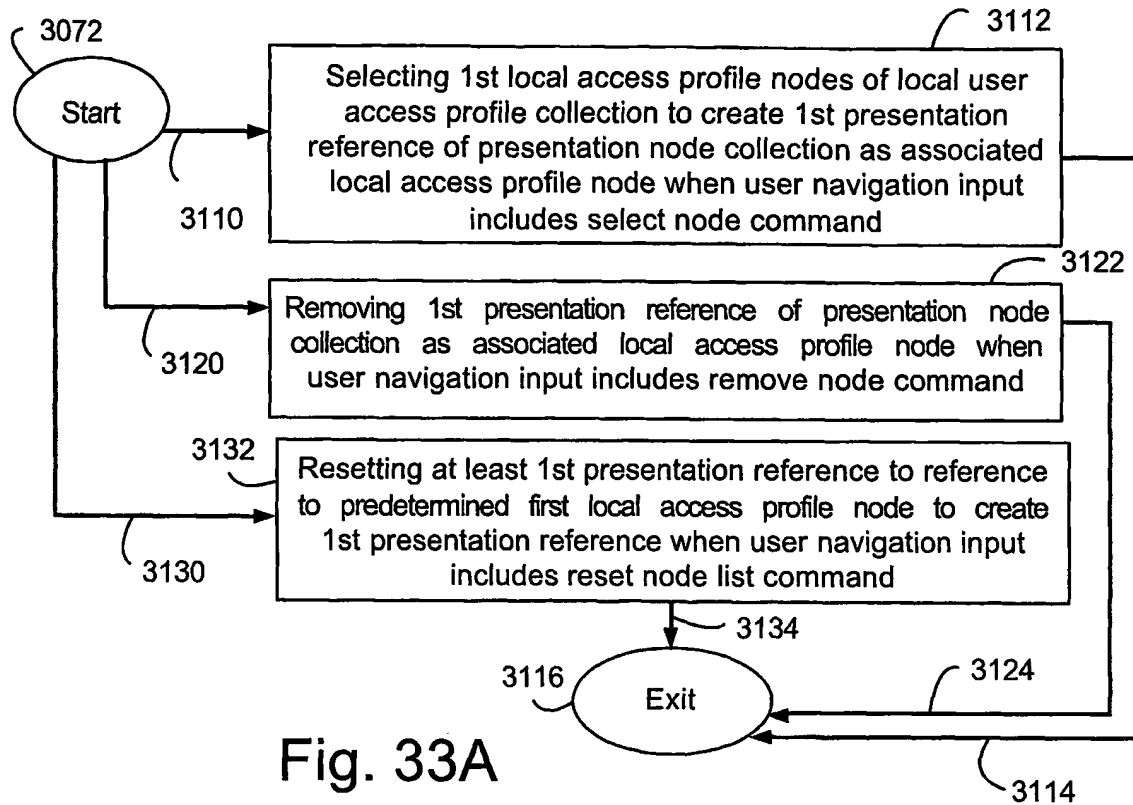 3072
3112
Start
Selecting 1st local access profile nodes of local user
access profile collection to create 1st presentation
reference of presentation node collection as associated
local access profile node when user navigation input
includes select node command
3110
3122
Removing 1st presentation reference of presentation node
collection as associated local access profile node when
user navigation input includes remove node command
3120
3132
Resetting at least 1st presentation reference to reference
to predetermined first local access profile node to create
1st presentation reference when user navigation input
includes reset node list command
3130
3134
3116
Exit
3124
Fig. 33A
3114